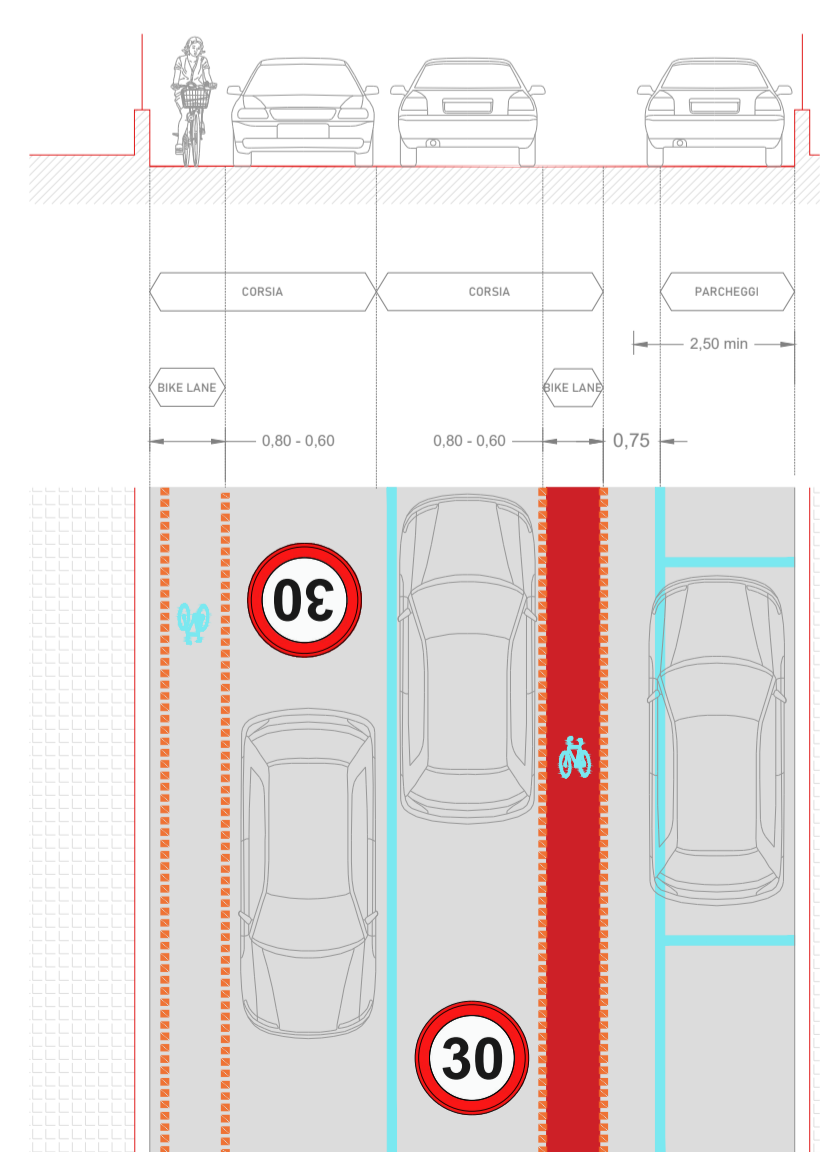 CORSIA
CORSIA
PARCHEGGI
2,50 min
BIKE LANE
BIKE LANE
0,80 - 0,60
0,80 - 0,60
0,75
30
30